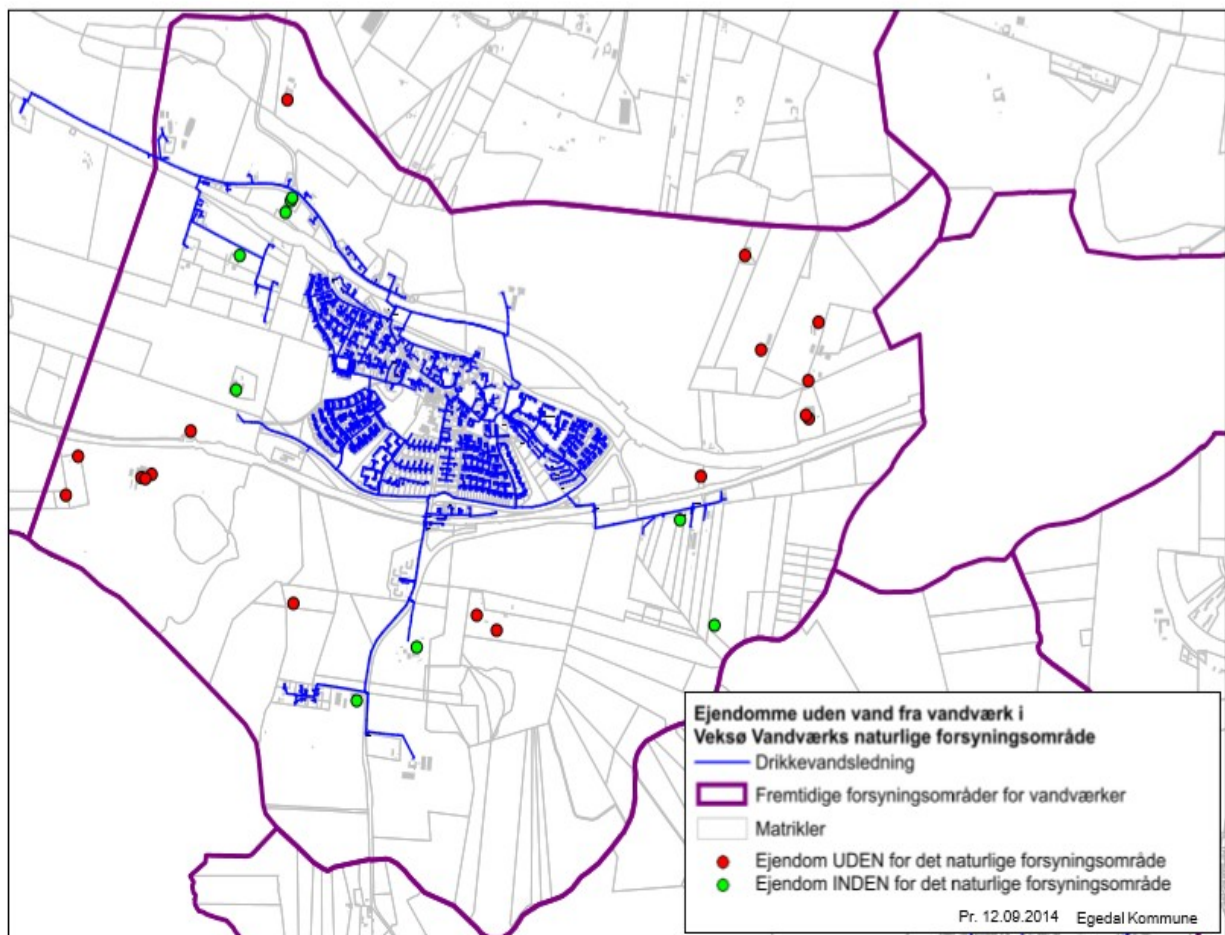 Ejendomme uden vand fra vandværk i
Veksø Vandværks naturlige forsyningsområde
Drikkevandsledning
Fremtidige forsyningsområder for vandværker
Matrikler
Ejendom UDEN for det naturlige forsyningsområde
Ejendom INDEN for det naturlige forsyningsområde
Pr. 12.09.2014 Egedal Kommune